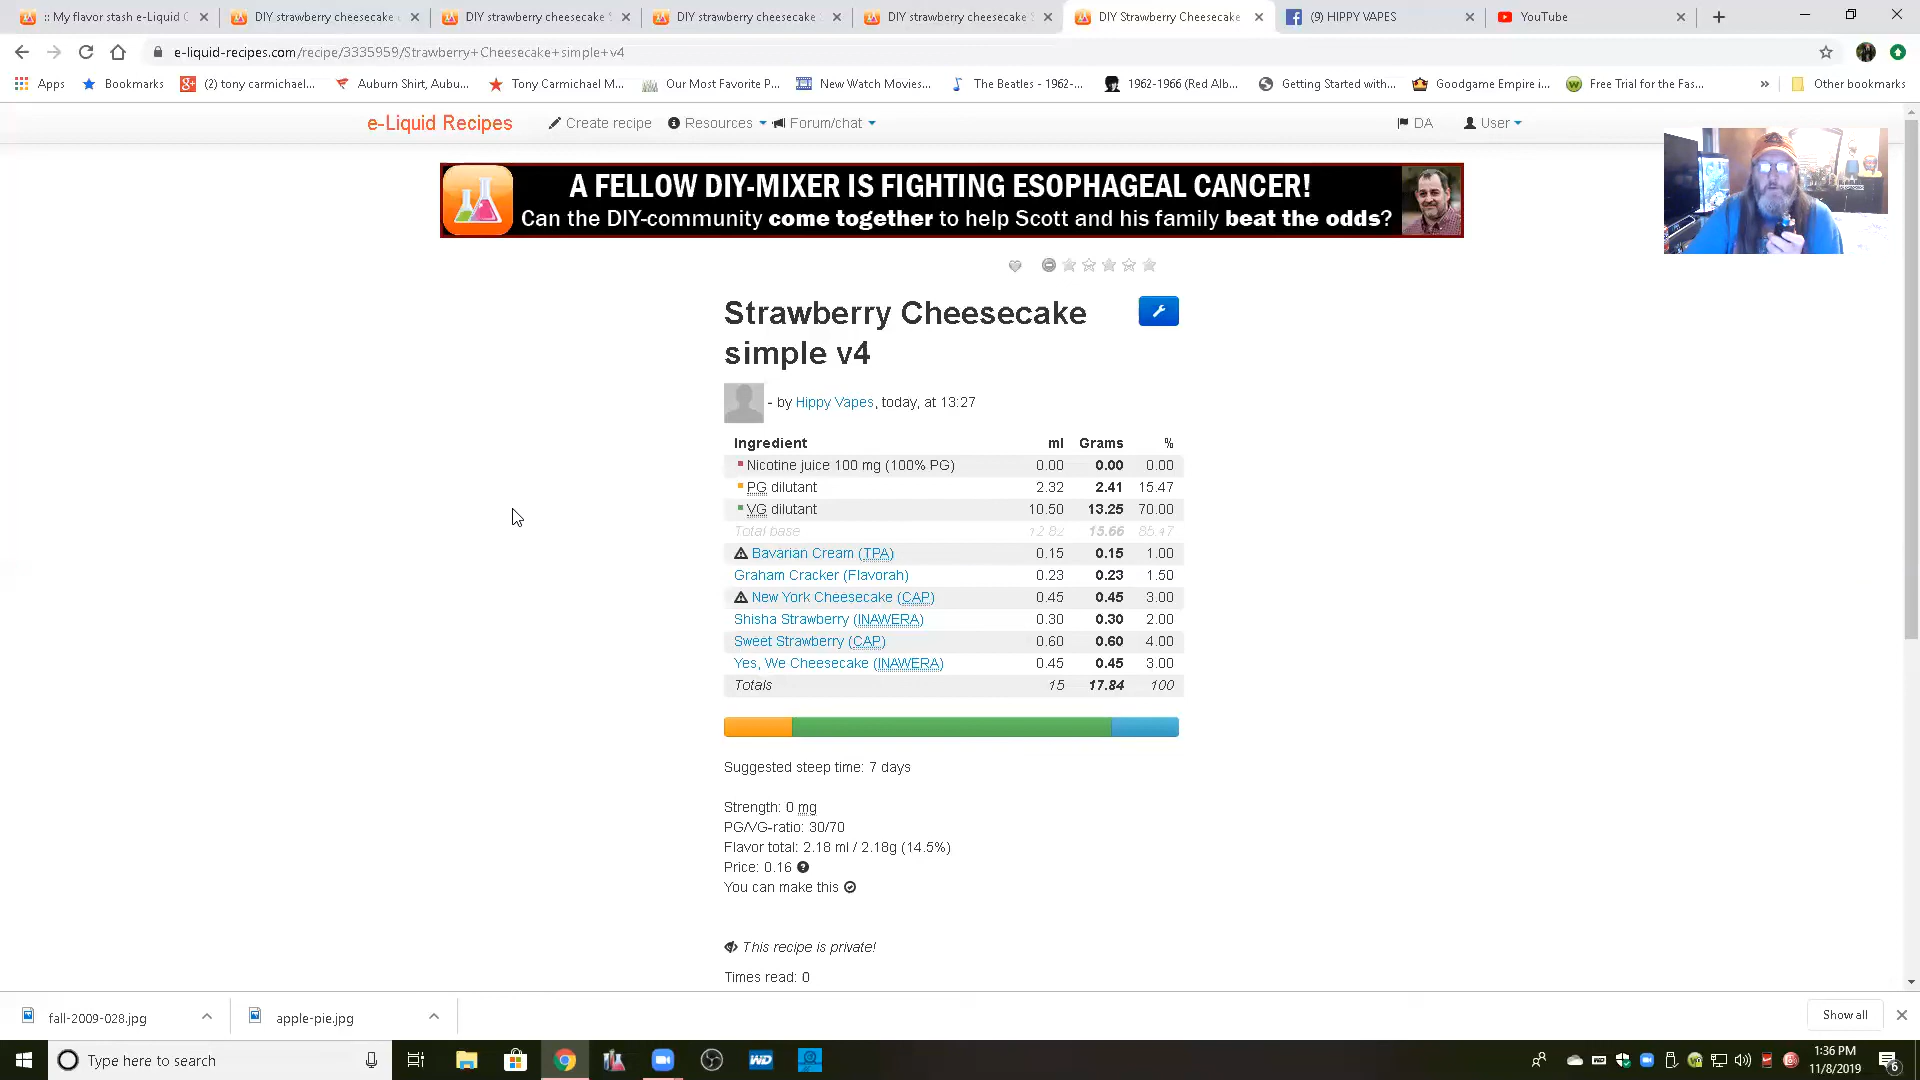 :: My flavor stash e-Liquid
DIY strawberry cheesecake
DIY strawberry cheesecake
DIY strawberry cheesecake
DIY strawberry cheesecake
DIY Strawberry Cheesecake
(9) HIPPY VAPES
YouTube
e-liquid-recipes.com/recipe/3335959/Strawberry+Cheesecake+simple+v4
Apps
Bookmarks
(2) tony carmichael...
Auburn Shirt, Aubu...
Tony Carmichael M...
Our Most Favorite P...
New Watch Movies...
The Beatles - 1962-...
1962-1966 (Red Alb...
Getting Started with...
Goodgame Empire i...
Free Trial for the Fas...
»
Other bookmarks
e-Liquid Recipes
Create recipe
Resources
Forum/chat
DA
User
A FELLOW DIY-MIXER IS FIGHTING ESOPHAGEAL CANCER!
Can the DIY-community come together to help Scott and his family beat the odds?
Strawberry Cheesecake
simple v4
- by Hippy Vapes, today, at 13:27
Ingredient ml Grams %
Nicotine juice 100 mg (100% PG) 0.00 0.00 0.00
PG dilutant 2.32 2.41 15.47
VG dilutant 10.50 13.25 70.00
Total base 12.82 15.66 85.47
Bavarian Cream (TPA) 0.15 0.15 1.00
Graham Cracker (Flavorah) 0.23 0.23 1.50
New York Cheesecake (CAP) 0.45 0.45 3.00
Shisha Strawberry (INAWERA) 0.30 0.30 2.00
Sweet Strawberry (CAP) 0.60 0.60 4.00
Yes, We Cheesecake (INAWERA) 0.45 0.45 3.00
Totals 15 17.84 100
Suggested steep time: 7 days
Strength: 0 mg
PG/VG-ratio: 30/70
Flavor total: 2.18 ml / 2.18g (14.5%)
Price: 0.16
You can make this
This recipe is private!
Times read: 0
fall-2009-028.jpg
apple-pie.jpg
Show all
Type here to search
WD
1:36 PM
11/8/2019
6